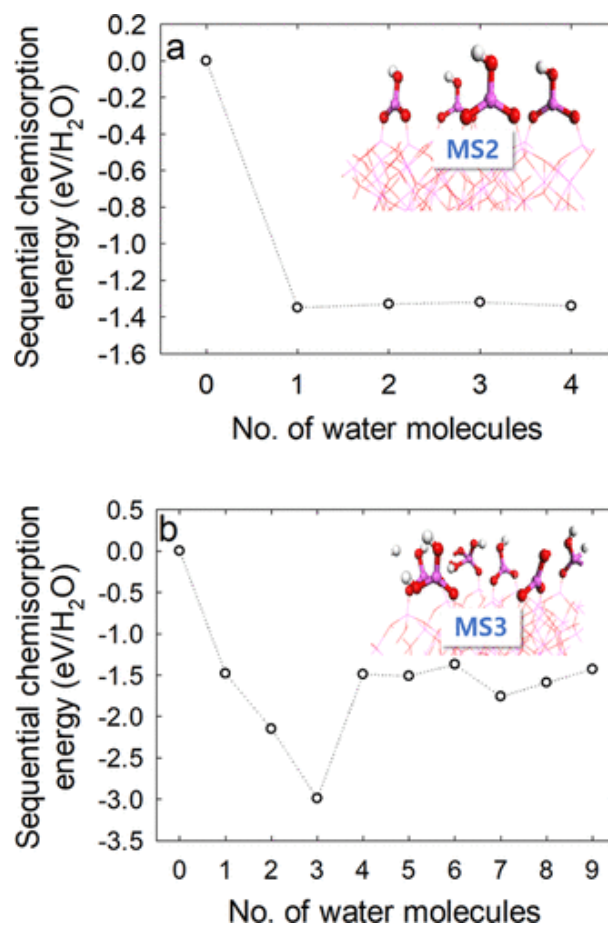 a
0.2
0.0
-0.2
-0.4
-0.6
-0.8
-1.0
-1.2
-1.4
-1.6
Sequential chemisorption
energy (eV/H2O)
MS2
0 1 2 3 4
No. of water molecules
b
0.5
0.0
-0.5
-1.0
-1.5
-2.0
-2.5
-3.0
-3.5
Sequential chemisorption
energy (eV/H2O)
MS3
0 1 2 3 4 5 6 7 8 9
No. of water molecules